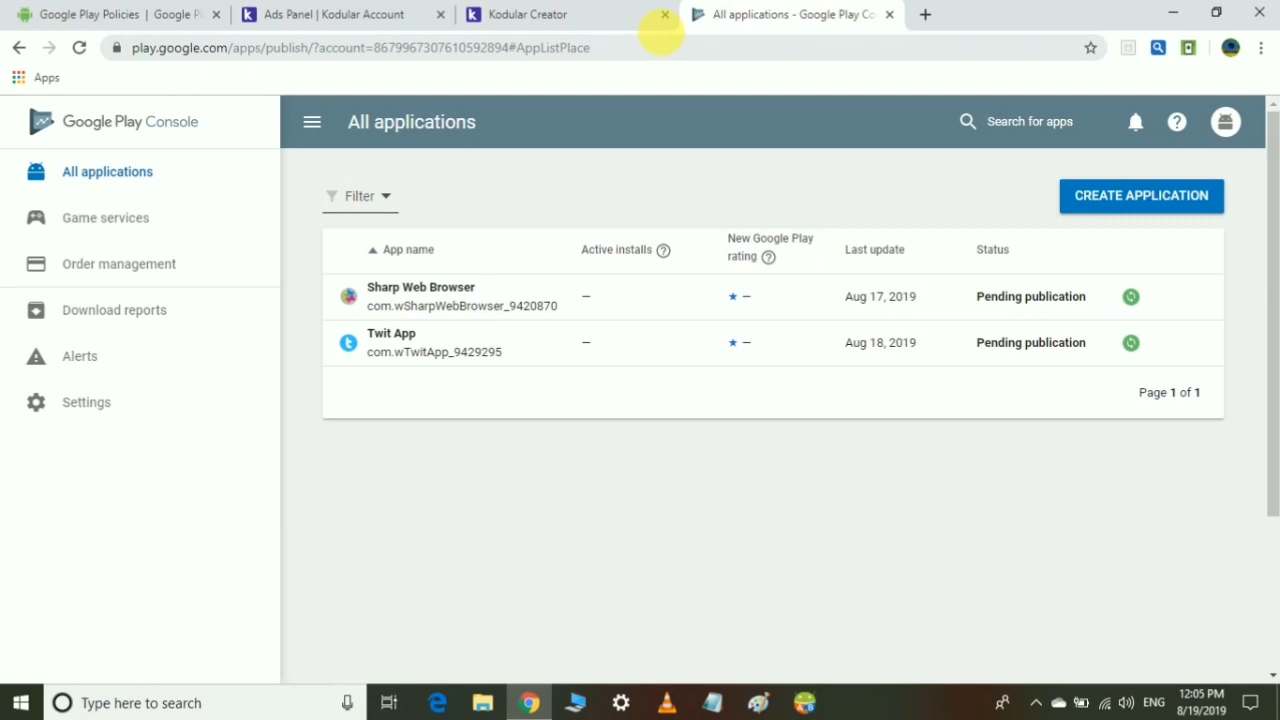 Google Play Policies | Google P
Ads Panel | Kodular Account
Kodular Creator
All applications - Google Play Co
play.google.com/apps/publish/?account=8679967307610592894#AppListPlace
Apps
Google Play Console
All applications
Search for apps
All applications
Game services
Order management
Download reports
Alerts
Settings
Filter
CREATE APPLICATION
App name
Active installs
New Google Play
rating
Last update
Status
Sharp Web Browser
com.wSharpWebBrowser_9420870
Aug 17, 2019
Pending publication
Twit App
com.wTwitApp_9429295
Aug 18, 2019
Pending publication
Page 1 of 1
Type here to search
ENG
12:05 PM
8/19/2019